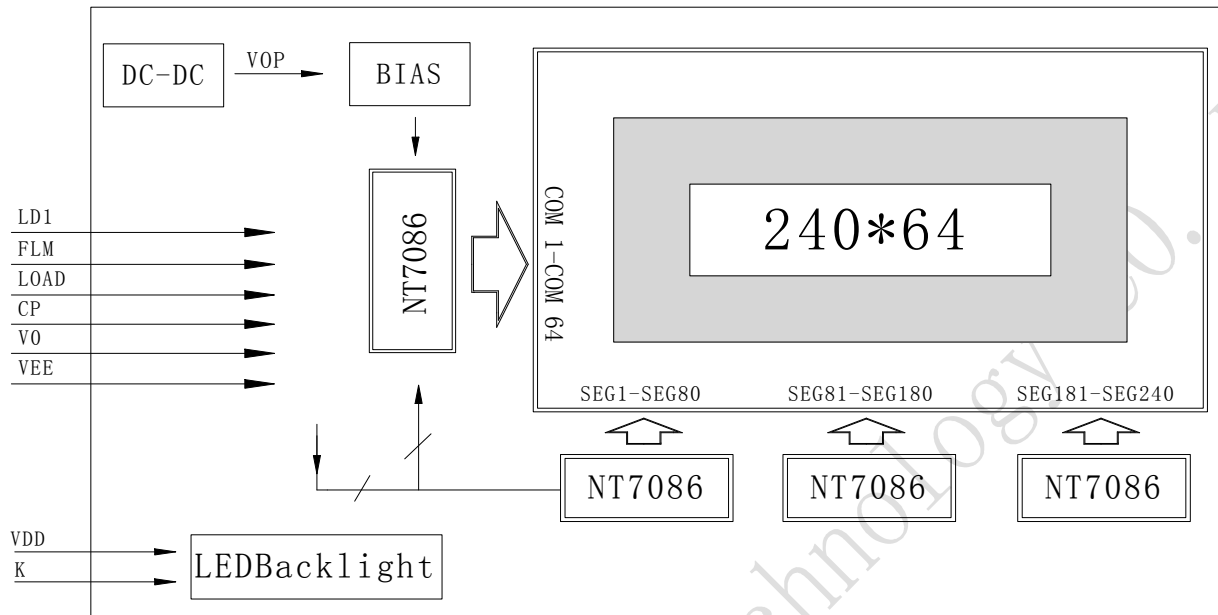 DC-DC
VOP
BIAS
LD1
FLM
LOAD
CP
V0
VEE
NT7086
COM 1-COM 64
240*64
SEG1-SEG80
SEG81-SEG180
SEG181-SEG240
NT7086
NT7086
NT7086
VDD
K
LEDBacklight